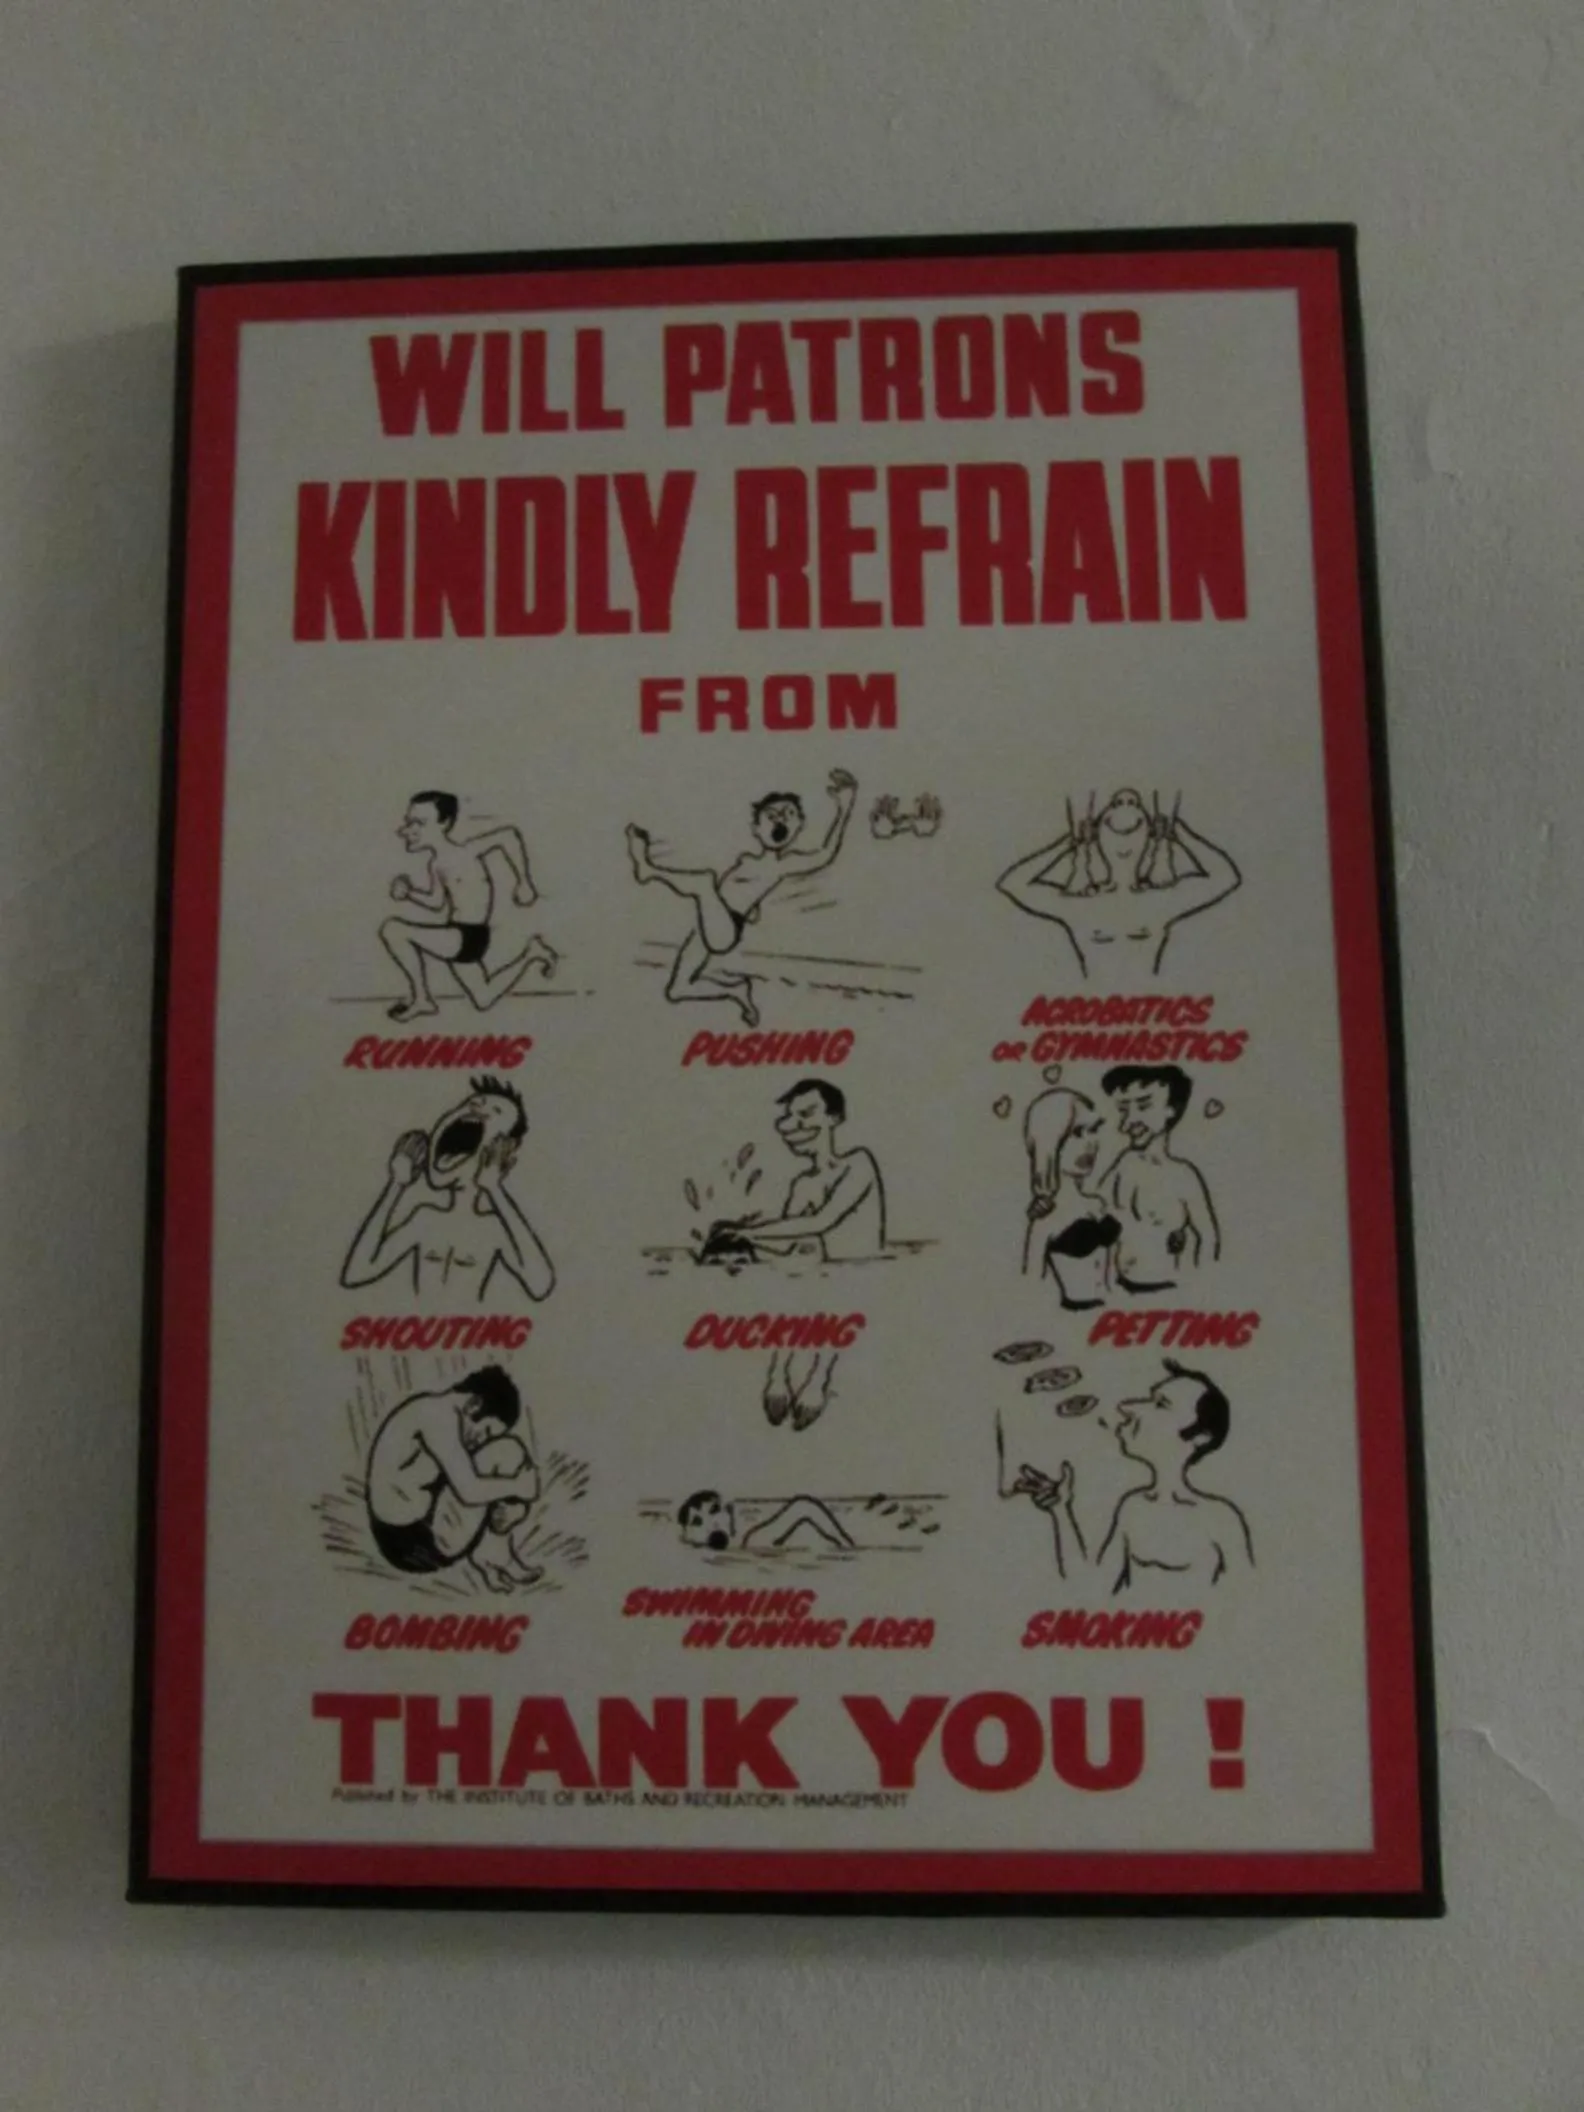 WILL PATRONS
KINDLY REFRAIN
FROM
RUNNING
PUSHING
ACROBATICS
OR GYMNASTICS
SHOUTING
DUCKING
PETTING
BOMBING
SWIMMING
IN DIVING AREA
SMOKING
THANK YOU !
Published by THE INSTITUTE OF BATHS AND RECREATION MANAGEMENT